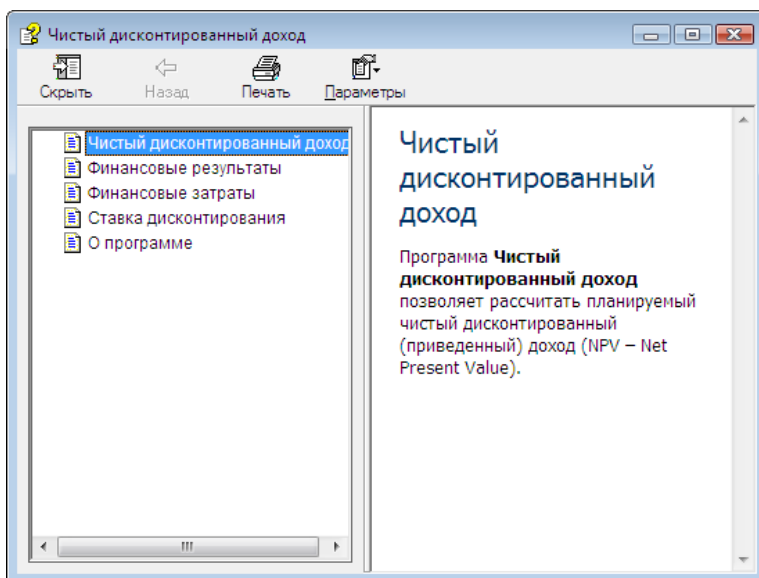 Чистый дисконтированный доход
Скрыть Назад Печать Параметры
Чистый дисконтированный доход
Финансовые результаты
Финансовые затраты
Ставка дисконтирования
О программе
Чистый
дисконтированный
доход
Программа Чистый
дисконтированный доход
позволяет рассчитать планируемый
чистый дисконтированный
(приведенный) доход (NPV – Net
Present Value).